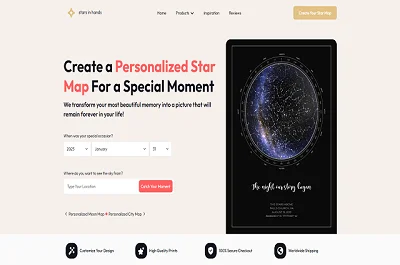 stars in hands
Home Products Inspiration Reviews
Create Your Star Map
Create a Personalized Star
Map For a Special Moment
We transform your most beautiful memory into a picture that will
remain forever in your life!
When was your special occasion?
2025 January
Where do you want to see the sky from?
Type Your Location Catch Your Moment
Personalized Moon Map Personalized City Map
The night our story began
Customize Your Design
High Quality Prints
100% Secure Checkout
Worldwide Shipping